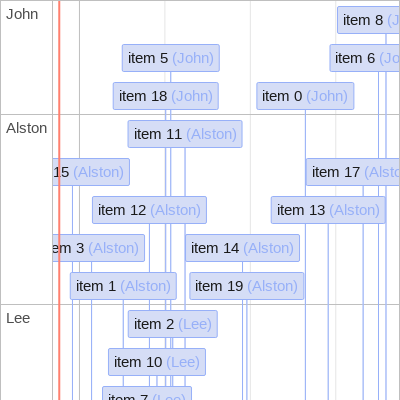 John
item 8 (J
item 5 (John)
item 6 (Jo
item 18 (John)
item 0 (John)
Alston
item 11 (Alston)
15 (Alston)
item 17 (Alsto
item 12 (Alston)
item 13 (Alston)
em 3 (Alston)
item 14 (Alston)
item 1 (Alston)
item 19 (Alston)
Lee
item 2 (Lee)
item 10 (Lee)
item 7 (Lee)